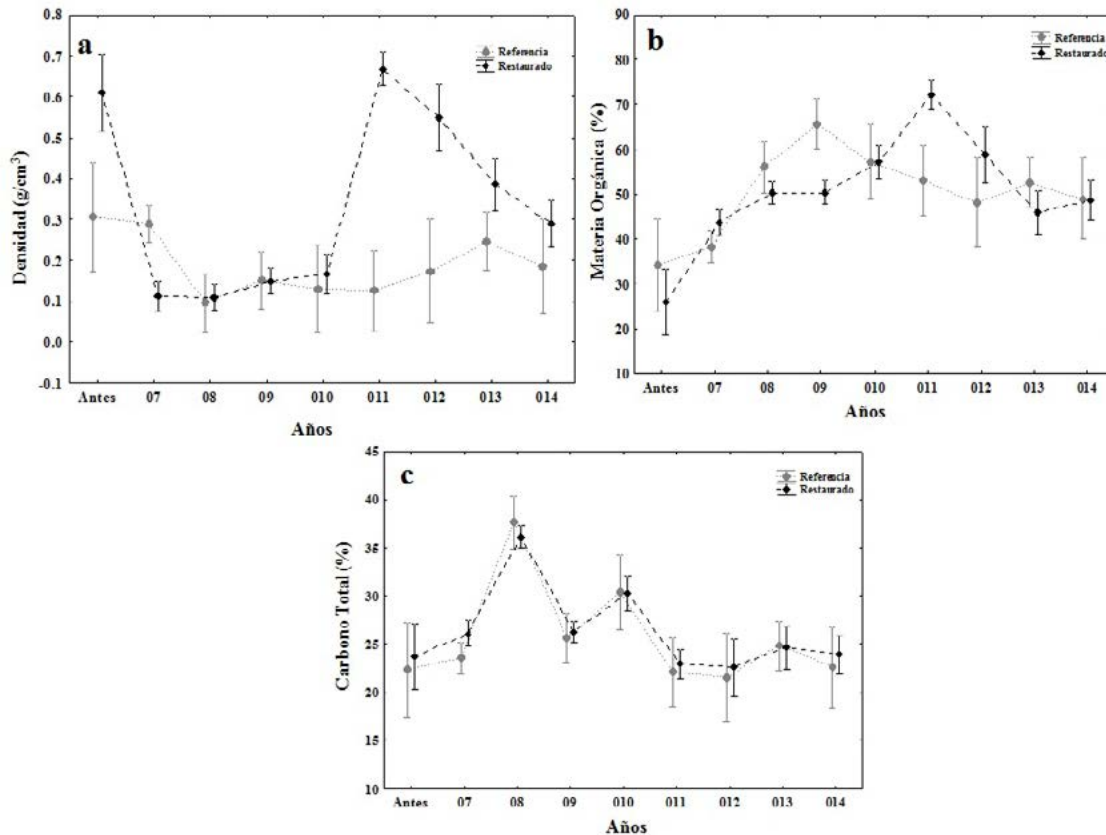 a
Referencia
Restaurado
Densidad (g/cm³)
0.8
0.7
0.6
0.5
0.4
0.3
0.2
0.1
0.0
-0.1
Antes 07 08 09 010 011 012 013 014
Años
b
Referencia
Restaurado
Materia Orgánica (%)
90
80
70
60
50
40
30
20
10
Antes 07 08 09 010 011 012 013 014
Años
c
Referencia
Restaurado
Carbono Total (%)
45
40
35
30
25
20
15
10
Antes 07 08 09 010 011 012 013 014
Años